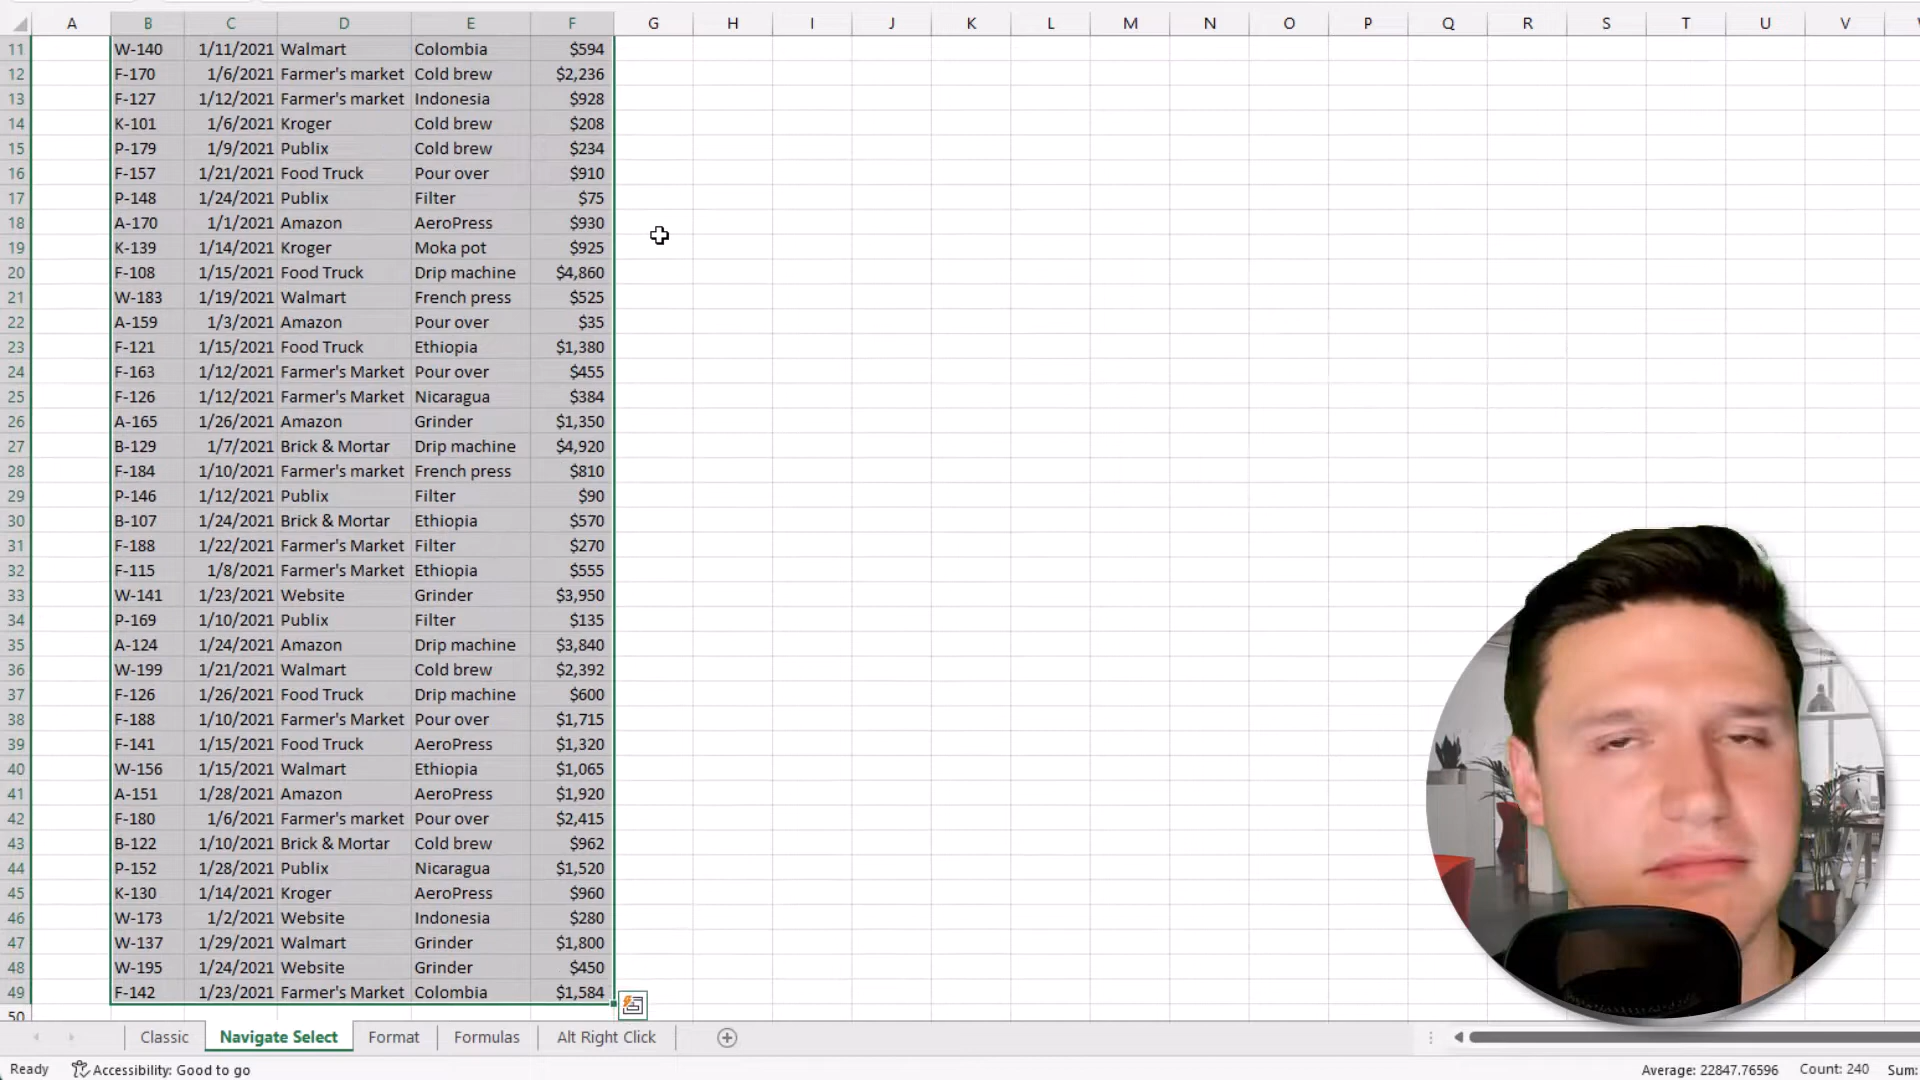 A B C D E F G H I J K L M N O P Q R S T U V
11 W-140 1/11/2021 Walmart Colombia $594
12 F-170 1/6/2021 Farmer's market Cold brew $2,236
13 F-127 1/12/2021 Farmer's market Indonesia $928
14 K-101 1/6/2021 Kroger Cold brew $208
15 P-179 1/9/2021 Publix Cold brew $234
16 F-157 1/21/2021 Food Truck Pour over $910
17 P-148 1/24/2021 Publix Filter $75
18 A-170 1/1/2021 Amazon AeroPress $930
19 K-139 1/14/2021 Kroger Moka pot $925
20 F-108 1/15/2021 Food Truck Drip machine $4,860
21 W-183 1/19/2021 Walmart French press $525
22 A-159 1/3/2021 Amazon Pour over $35
23 F-121 1/15/2021 Food Truck Ethiopia $1,380
24 F-163 1/12/2021 Farmer's Market Pour over $455
25 F-126 1/12/2021 Farmer's Market Nicaragua $384
26 A-165 1/26/2021 Amazon Grinder $1,350
27 B-129 1/7/2021 Brick & Mortar Drip machine $4,920
28 F-184 1/10/2021 Farmer's market French press $810
29 P-146 1/12/2021 Publix Filter $90
30 B-107 1/24/2021 Brick & Mortar Ethiopia $570
31 F-188 1/22/2021 Farmer's Market Filter $270
32 F-115 1/8/2021 Farmer's Market Ethiopia $555
33 W-141 1/23/2021 Website Grinder $3,950
34 P-169 1/10/2021 Publix Filter $135
35 A-124 1/24/2021 Amazon Drip machine $3,840
36 W-199 1/21/2021 Walmart Cold brew $2,392
37 F-126 1/26/2021 Food Truck Drip machine $600
38 F-188 1/10/2021 Farmer's Market Pour over $1,715
39 F-141 1/15/2021 Food Truck AeroPress $1,320
40 W-156 1/15/2021 Walmart Ethiopia $1,065
41 A-151 1/28/2021 Amazon AeroPress $1,920
42 F-180 1/6/2021 Farmer's market Pour over $2,415
43 B-122 1/10/2021 Brick & Mortar Cold brew $962
44 P-152 1/28/2021 Publix Nicaragua $1,520
45 K-130 1/14/2021 Kroger AeroPress $960
46 W-173 1/2/2021 Website Indonesia $280
47 W-137 1/29/2021 Walmart Grinder $1,800
48 W-195 1/24/2021 Website Grinder $450
49 F-142 1/23/2021 Farmer's Market Colombia $1,584
50
Classic Navigate Select Format Formulas Alt Right Click
Ready Accessibility: Good to go Average: 22847.76596 Count: 240 Sum: